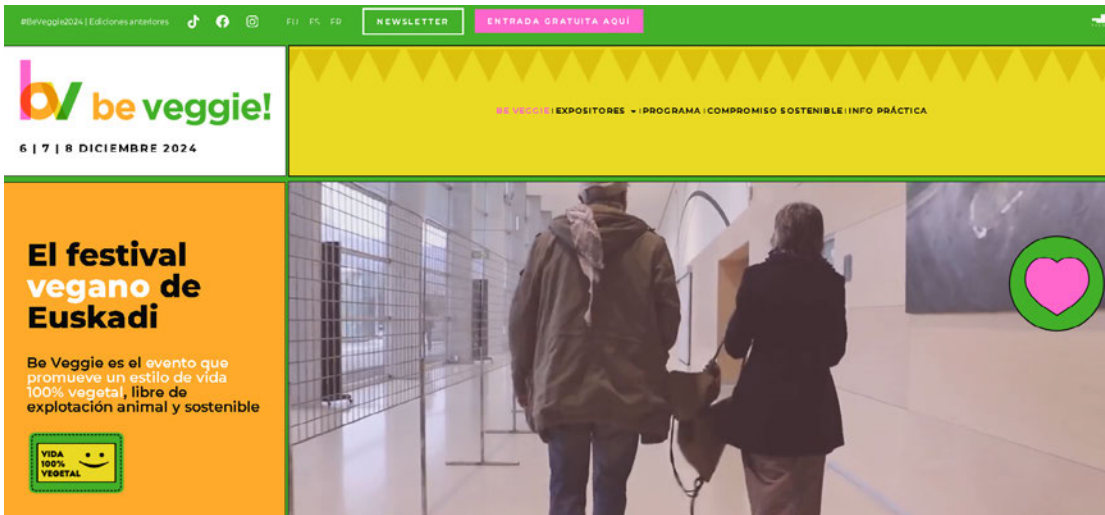 #BeVeggie2024 | Ediciones anteriores
EU ES FR
NEWSLETTER
ENTRADA GRATUITA AQUÍ
bv be veggie!
6 | 7 | 8 DICIEMBRE 2024
BE VEGGIE | EXPOSITORES | PROGRAMA | COMPROMISO SOSTENIBLE | INFO PRÁCTICA
El festival
vegano de
Euskadi
Be Veggie es el evento que
promueve un estilo de vida
100% vegetal, libre de
explotación animal y sostenible
VIDA
100%
VEGETAL